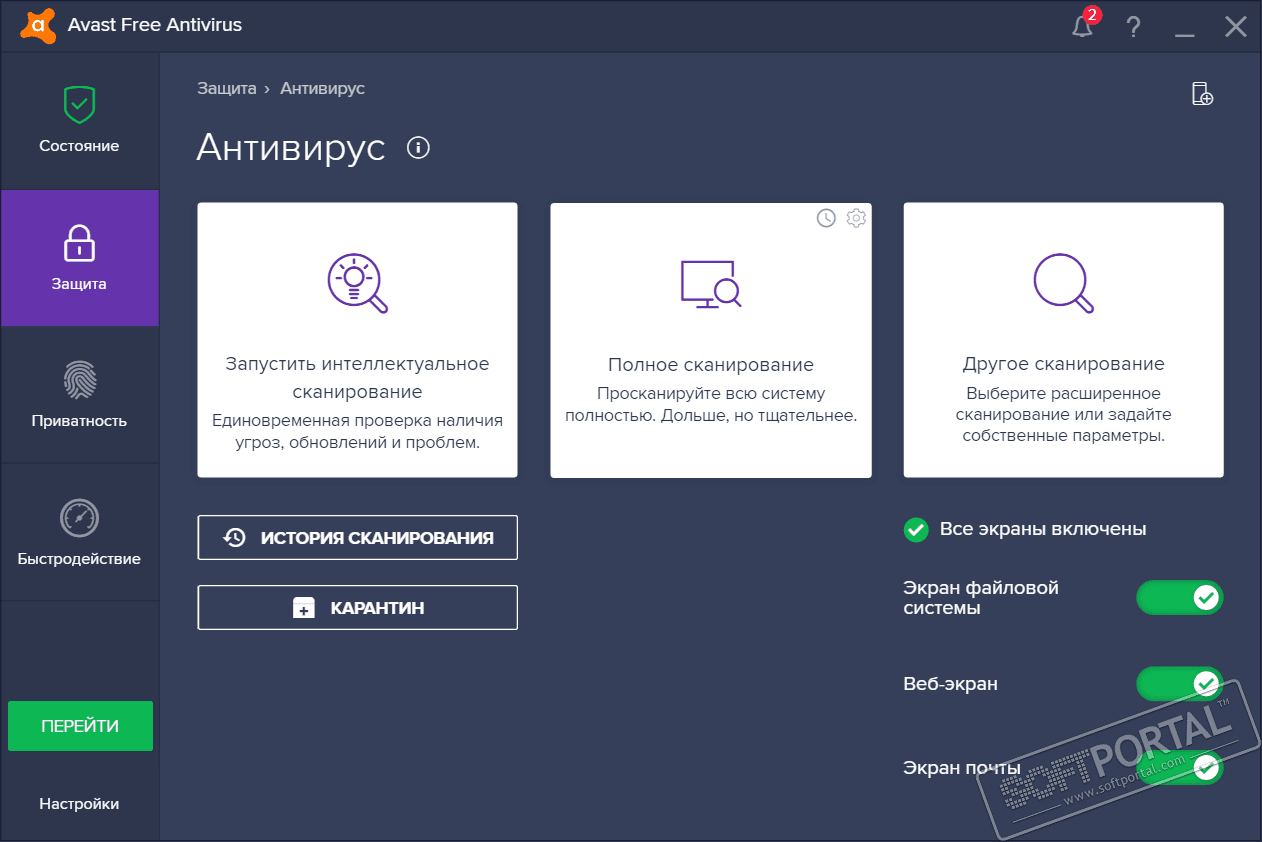 Avast Free Antivirus
2
Состояние
Защита
Приватность
Быстродействие
ПЕРЕЙТИ
Настройки
Защита › Антивирус
Антивирус
Запустить интеллектуальное
сканирование
Единовременная проверка наличия
угроз, обновлений и проблем.
Полное сканирование
Просканируйте всю систему
полностью. Дольше, но тщательнее.
Другое сканирование
Выберите расширенное
сканирование или задайте
собственные параметры.
ИСТОРИЯ СКАНИРОВАНИЯ
КАРАНТИН
Все экраны включены
Экран файловой
системы
Веб-экран
Экран почты
SOFTPORTAL™
www.softportal.com